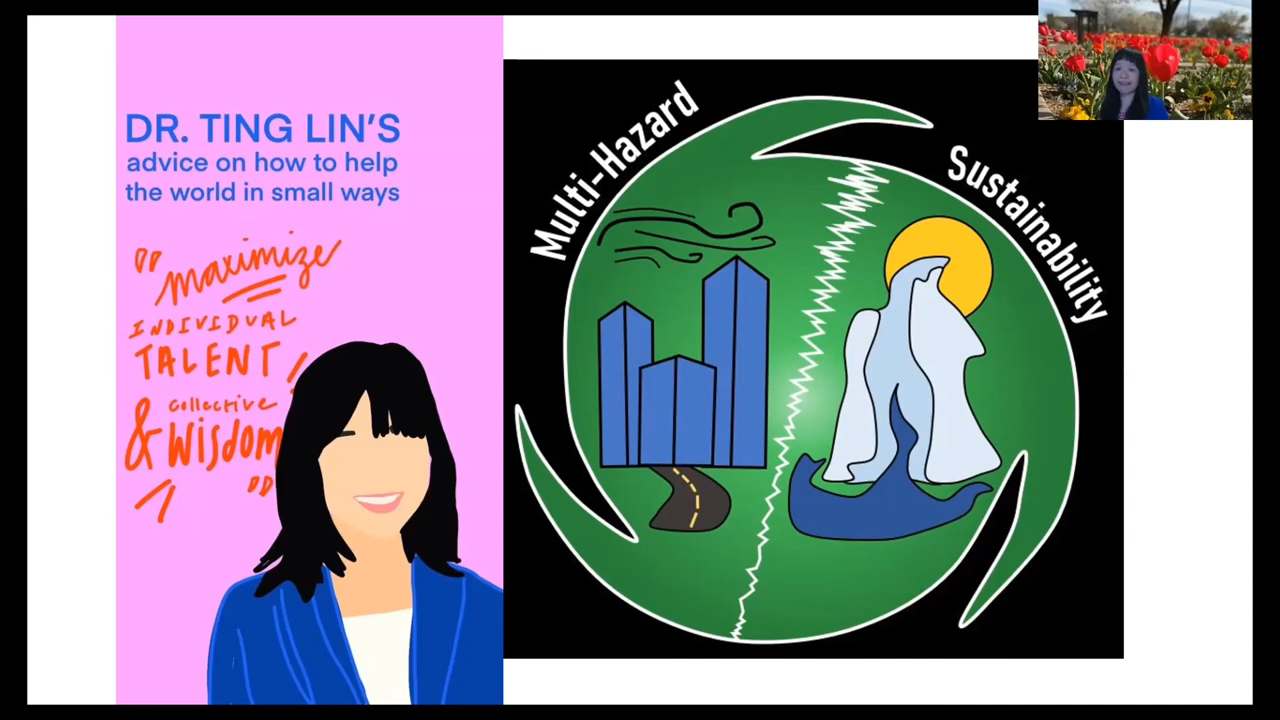 DR. TING LIN'S
advice on how to help
the world in small ways
"maximize
INDIVIDUAL
TALENT
& collective
WISDOM
"
Multi-Hazard
Sustainability